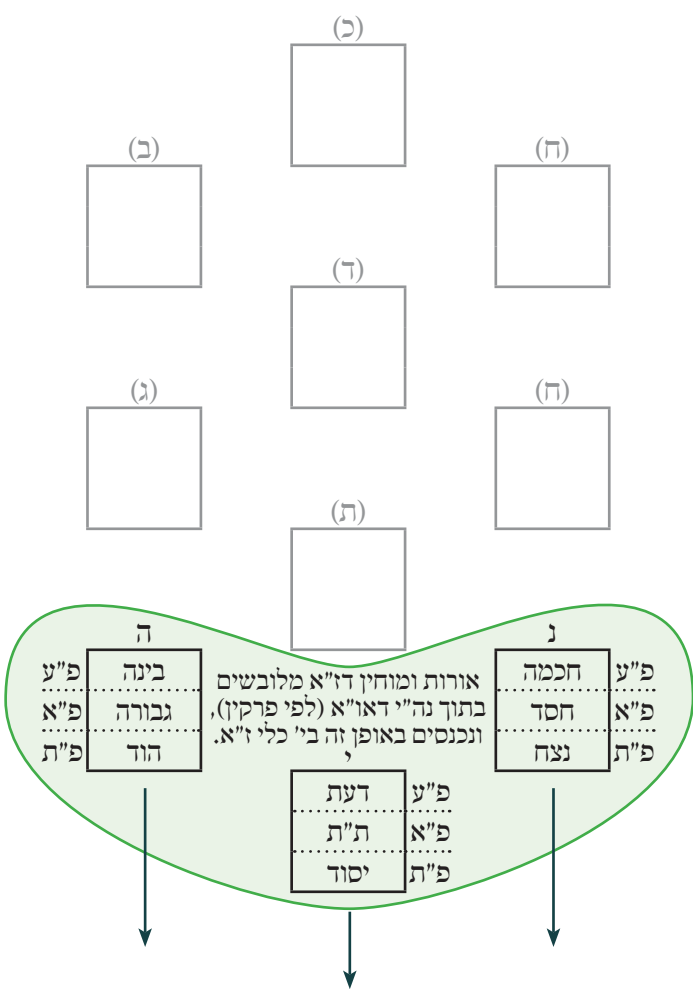 (כ)
(ח)
(ב)
(ד)
(ח)
(ג)
(ת)
נ
ה
פ״ע חכמה
פ״א חסד
פ״ת נצח
אורות ומוחין דז״א מלובשים
בתוך נה״י דאו״א (לפי פרקין),
ונכנסים באופן זה בי׳ כלי ז״א.
בינה פ״ע
גבורה פ״א
הוד פ״ת
י
פ״ע דעת
פ״א ת״ת
פ״ת יסוד